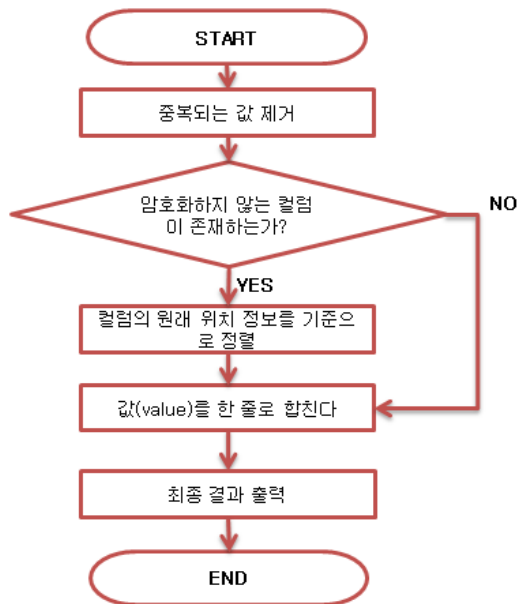 START
중복되는 값 제거
암호화하지 않는 컬럼
이 존재하는가?
NO
YES
컬럼의 원래 위치 정보를 기준으
로 정렬
값(value)를 한 줄로 합친다
최종 결과 출력
END